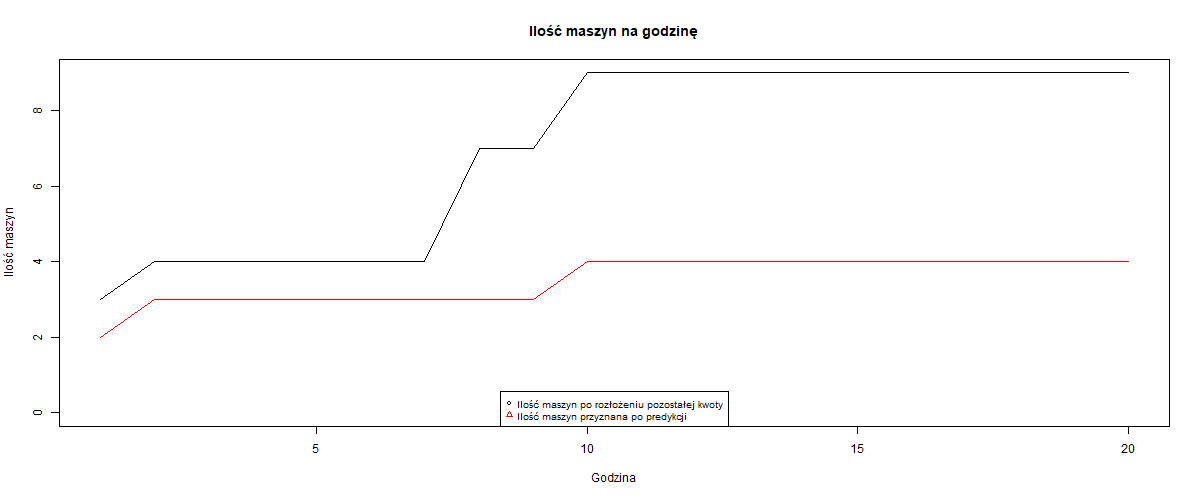 Ilość maszyn na godzinę
Ilość maszyn
8
6
4
2
0
Ilość maszyn po rozłożeniu pozostałej kwoty
Ilość maszyn przyznana po predykcji
5 10 15 20
Godzina